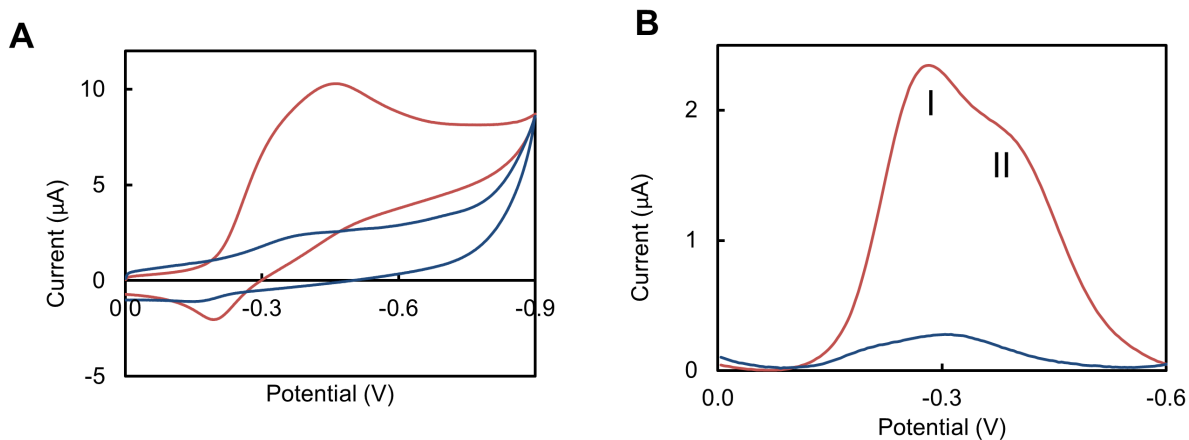 A
10
5
0
-5
0.0
-0.3
-0.6
-0.9
Current (μA)
Potential (V)
B
2
1
0
0.0
-0.3
-0.6
I
II
Current (μA)
Potential (V)